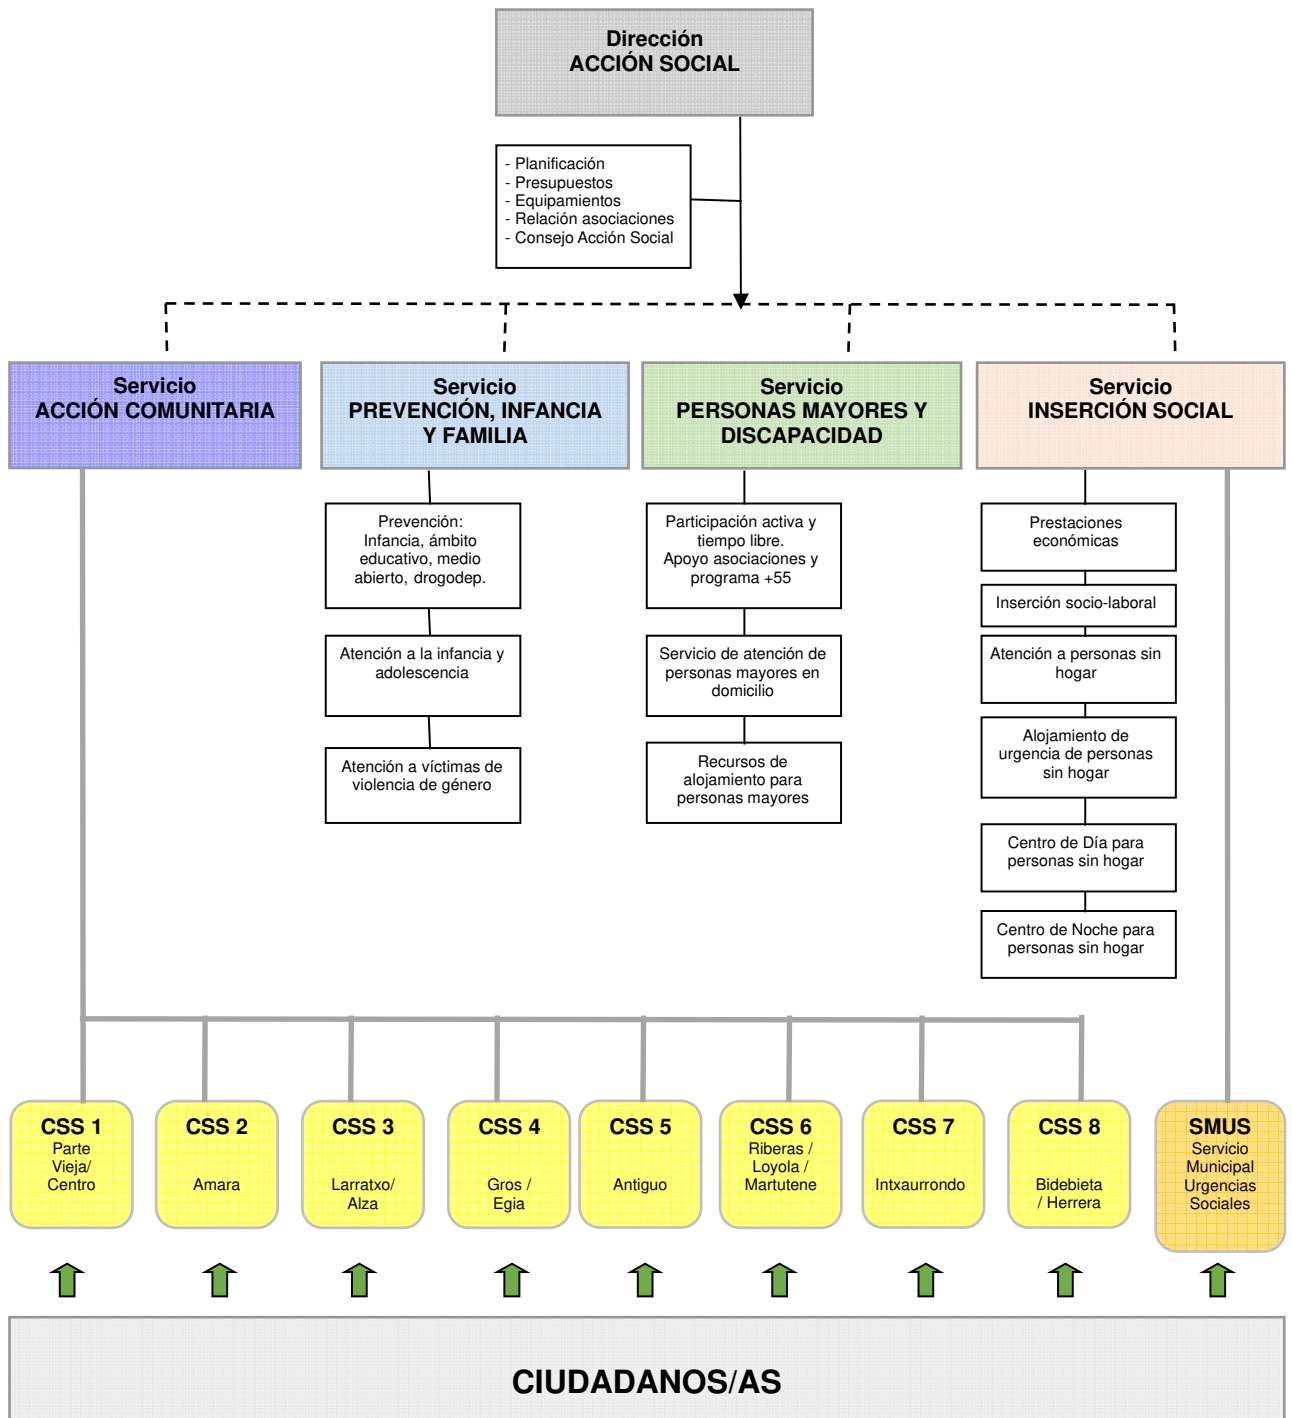 Dirección
ACCIÓN SOCIAL
- Planificación
- Presupuestos
- Equipamientos
- Relación asociaciones
- Consejo Acción Social
Servicio
ACCIÓN COMUNITARIA
Servicio
PREVENCIÓN, INFANCIA
Y FAMILIA
Servicio
PERSONAS MAYORES Y
DISCAPACIDAD
Servicio
INSERCIÓN SOCIAL
Prevención:
Infancia, ámbito
educativo, medio
abierto, drogodep.
Atención a la infancia y
adolescencia
Atención a víctimas de
violencia de género
Participación activa y
tiempo libre.
Apoyo asociaciones y
programa +55
Servicio de atención de
personas mayores en
domicilio
Recursos de
alojamiento para
personas mayores
Prestaciones
económicas
Inserción socio-laboral
Atención a personas sin
hogar
Alojamiento de
urgencia de personas
sin hogar
Centro de Día para
personas sin hogar
Centro de Noche para
personas sin hogar
CSS 1
Parte
Vieja/
Centro
CSS 2
Amara
CSS 3
Larratxo/
Alza
CSS 4
Gros /
Egia
CSS 5
Antiguo
CSS 6
Riberas /
Loyola /
Martutene
CSS 7
Intxaurrondo
CSS 8
Bidebieta
/ Herrera
SMUS
Servicio
Municipal
Urgencias
Sociales
CIUDADANOS/AS